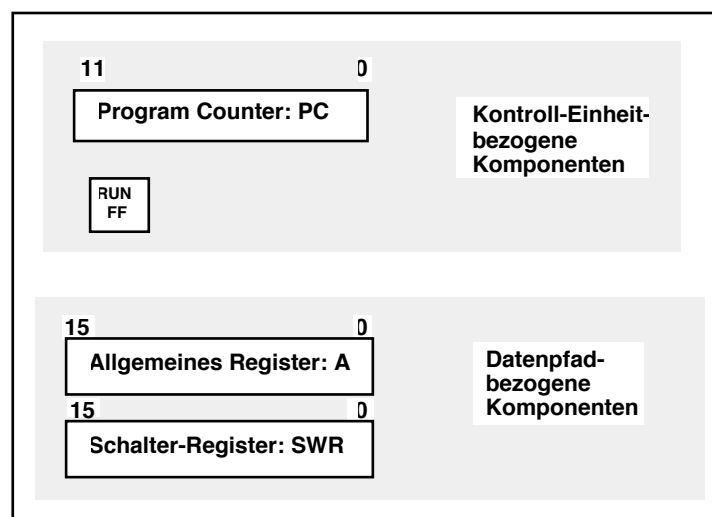 11 0
Program Counter: PC
Kontroll-Einheit-
bezogene
Komponenten
RUN
FF
15 0
Allgemeines Register: A
15 0
Schalter-Register: SWR
Datenpfad-
bezogene
Komponenten